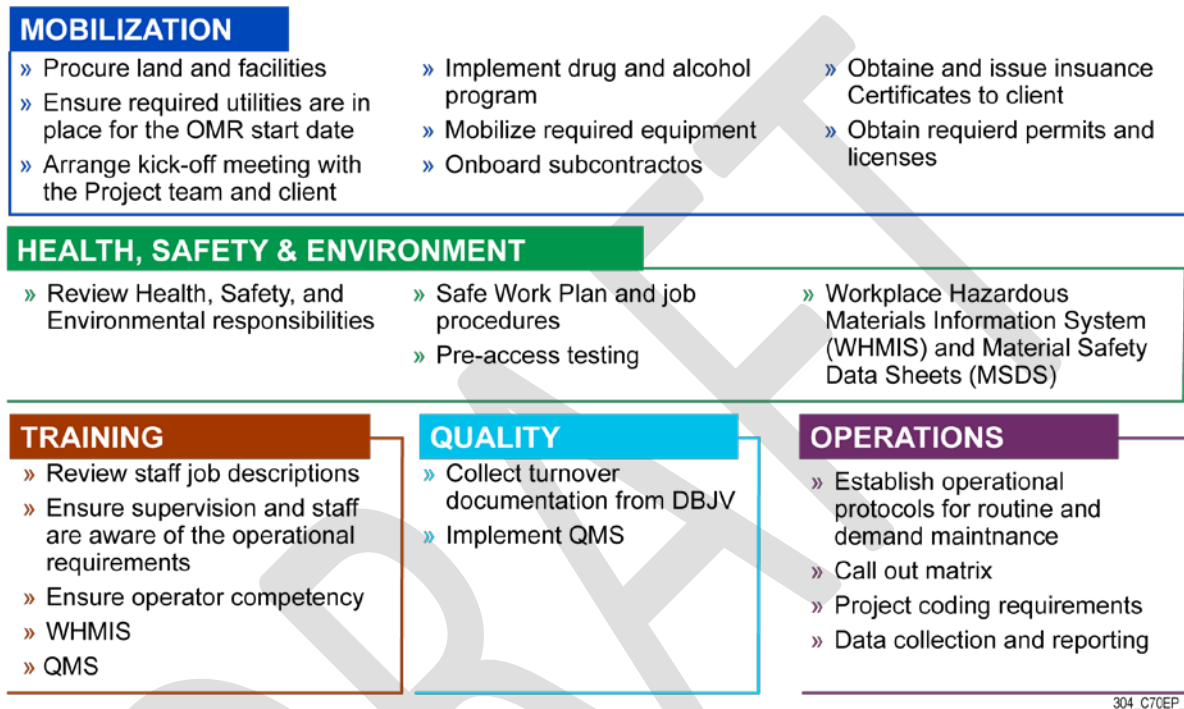 MOBILIZATION
» Procure land and facilities
» Ensure required utilities are in
place for the OMR start date
» Arrange kick-off meeting with
the Project team and client
» Implement drug and alcohol
program
» Mobilize required equipment
» Onboard subcontractos
» Obtaine and issue insuance
Certificates to client
» Obtain requierd permits and
licenses
HEALTH, SAFETY & ENVIRONMENT
» Review Health, Safety, and
Environmental responsibilities
» Safe Work Plan and job
procedures
» Pre-access testing
» Workplace Hazardous
Materials Information System
(WHMIS) and Material Safety
Data Sheets (MSDS)
TRAINING
» Review staff job descriptions
» Ensure supervision and staff
are aware of the operational
requirements
» Ensure operator competency
» WHMIS
» QMS
QUALITY
» Collect turnover
documentation from DBJV
» Implement QMS
OPERATIONS
» Establish operational
protocols for routine and
demand maintnance
» Call out matrix
» Project coding requirements
» Data collection and reporting
304_C70EP_
DRAFT